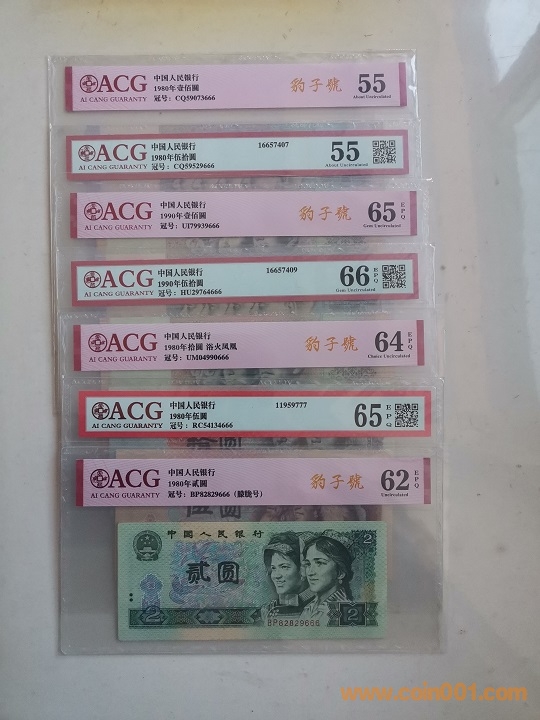 ACG
AI CANG GUARANTY
中国人民银行
1980年壹佰圆
冠号：CQ59073666
豹子號
55
About Uncirculated
ACG
AI CANG GUARANTY
中国人民银行
1980年伍拾圆
冠号：CQ59529666
16657407
55
About Uncirculated
ACG
AI CANG GUARANTY
中国人民银行
1990年壹佰圆
冠号：UI79939666
豹子號
65 EPQ
Gem Uncirculated
ACG
AI CANG GUARANTY
中国人民银行
1990年伍拾圆
冠号：HU29764666
16657409
66 EPQ
Gem Uncirculated
ACG
AI CANG GUARANTY
中国人民银行
1980年拾圆 浴火凤凰
冠号：UM04990666
豹子號
64 EPQ
Choice Uncirculated
ACG
AI CANG GUARANTY
中国人民银行
1980年伍圆
冠号：RC54134666
11959777
65 EPQ
ACG
AI CANG GUARANTY
中国人民银行
1980年贰圆
冠号：BP82829666（朦胧号）
豹子號
62 EPQ
Uncirculated
中国人民银行
贰圆
2
2
2
BP82829666
www.coin001.com